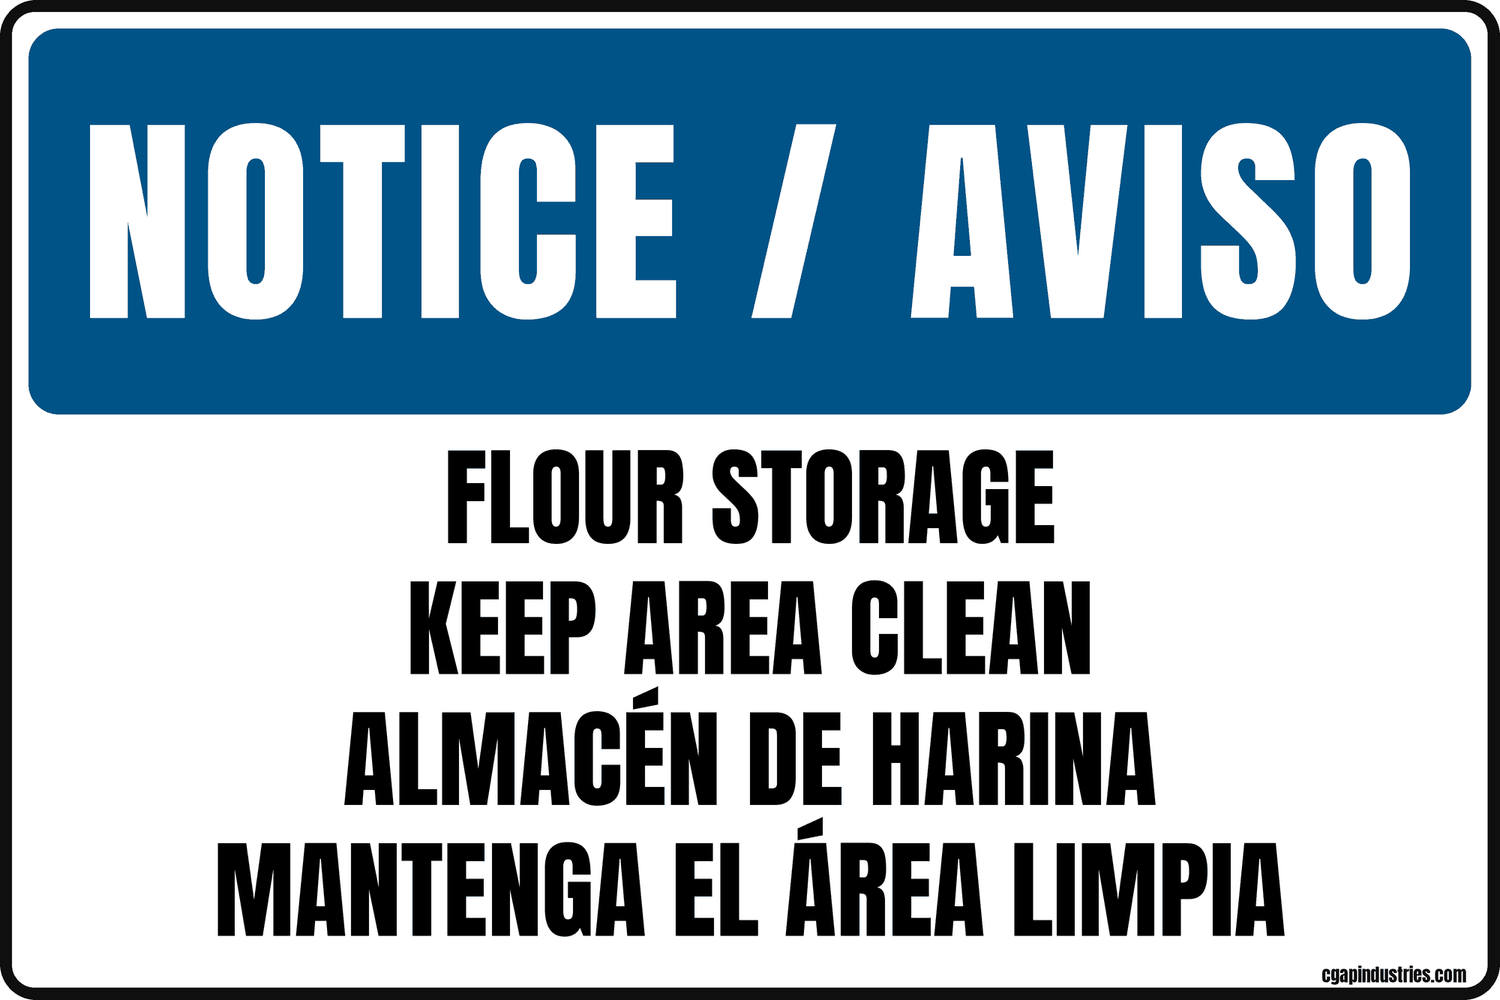 NOTICE / AVISO
FLOUR STORAGE
KEEP AREA CLEAN
ALMACÉN DE HARINA
MANTENGA EL ÁREA LIMPIA
cgapindustries.com